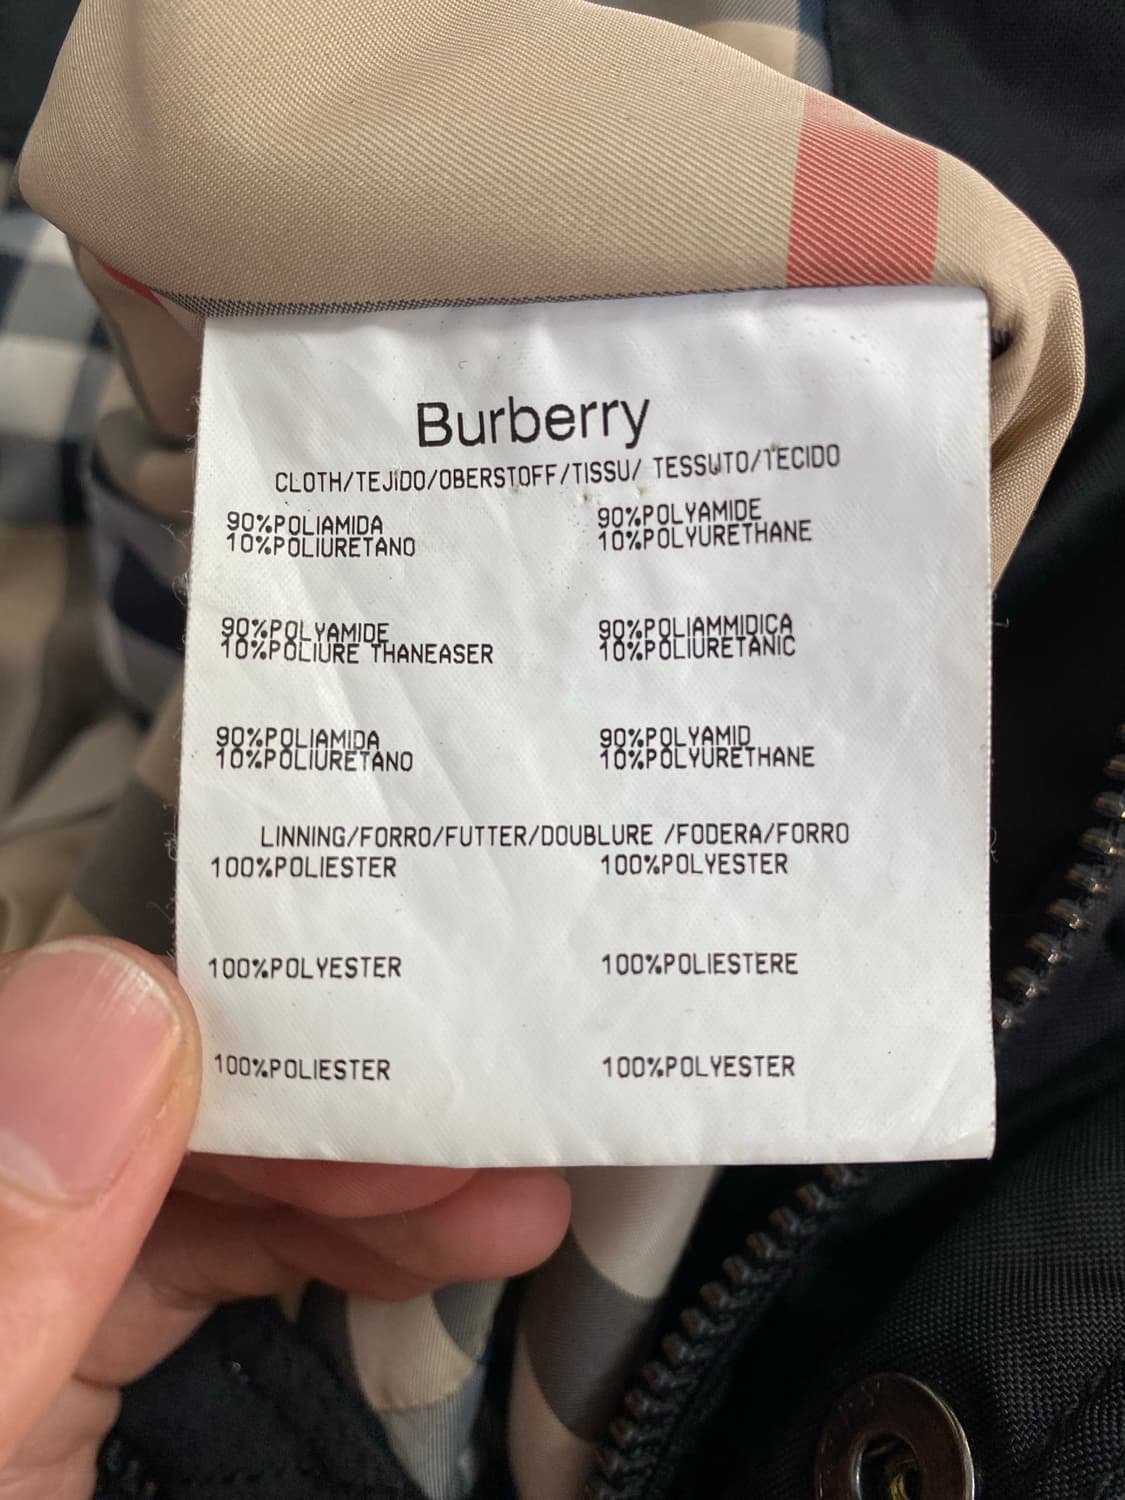 Burberry
CLOTH/TEJIDO/OBERSTOFF/TISSU/ TESSUTO/TECIDO
90%POLIAMIDA 90%POLYAMIDE
10%POLIURETANO 10%POLYURETHANE
90%POLYAMIDE 90%POLIAMMIDICA
10%POLIURE THANEASER 10%POLIURETANIC
90%POLIAMIDA 90%POLYAMID
10%POLIURETANO 10%POLYURETHANE
LINNING/FORRO/FUTTER/DOUBLURE /FODERA/FORRO
100%POLIESTER 100%POLYESTER
100%POLYESTER 100%POLIESTERE
100%POLIESTER 100%POLYESTER